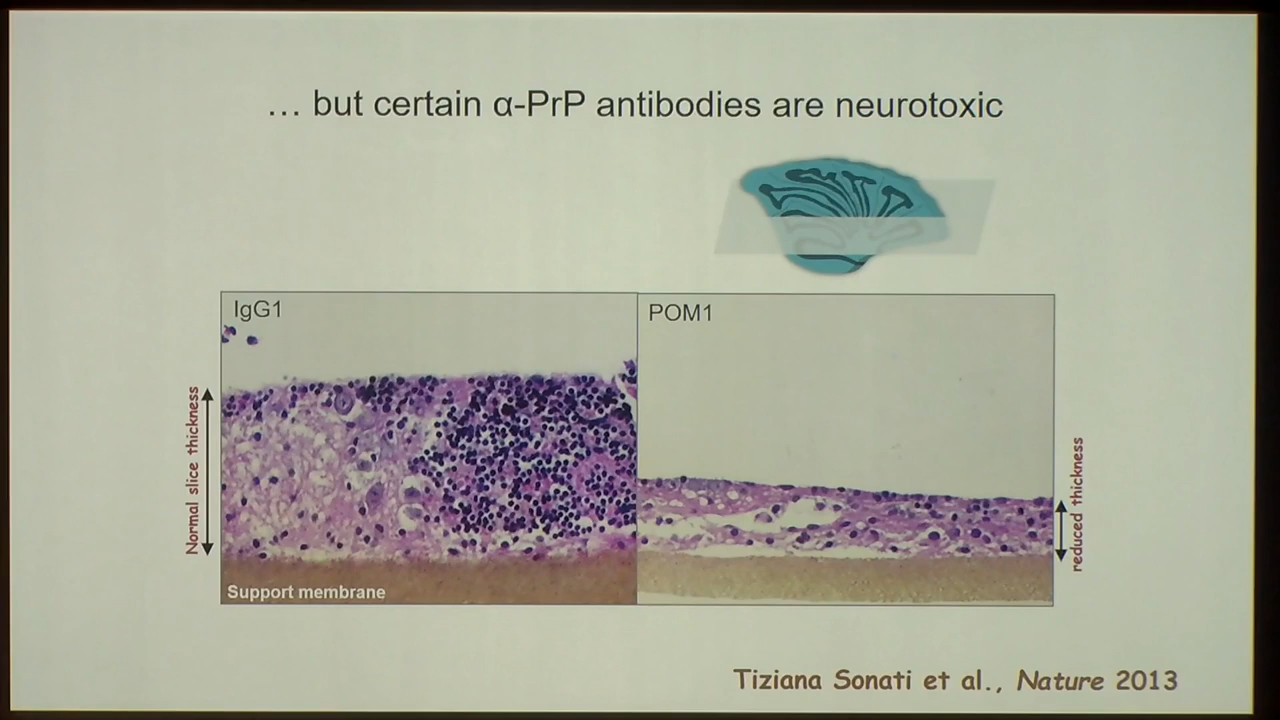 … but certain α-PrP antibodies are neurotoxic
IgG1
POM1
Normal slice thickness
reduced thickness
Support membrane
Tiziana Sonati et al., Nature 2013